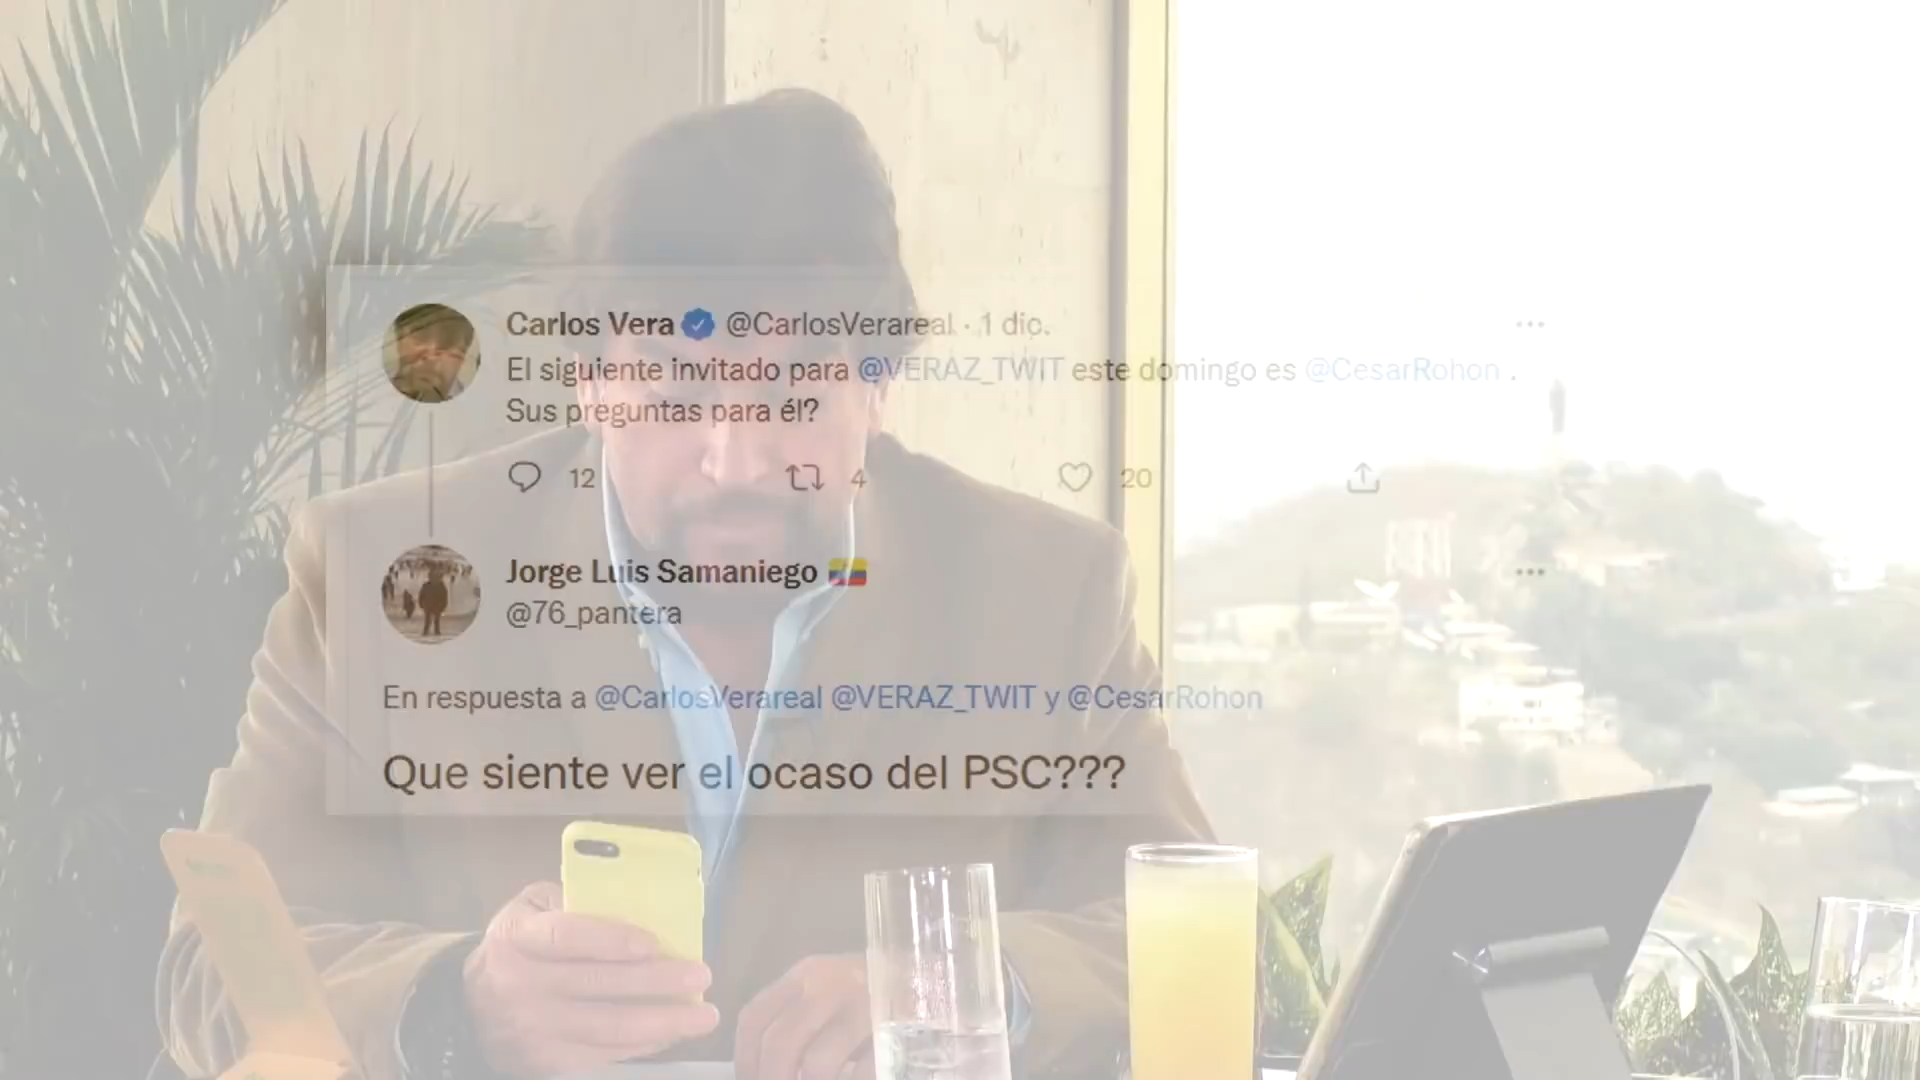 Carlos Vera @CarlosVerareal · 1 dic.
El siguiente invitado para @VERAZ_TWIT este domingo es @CesarRohon .
Sus preguntas para él?
12 4 20
Jorge Luis Samaniego
@76_pantera
En respuesta a @CarlosVerareal @VERAZ_TWIT y @CesarRohon
Que siente ver el ocaso del PSC???